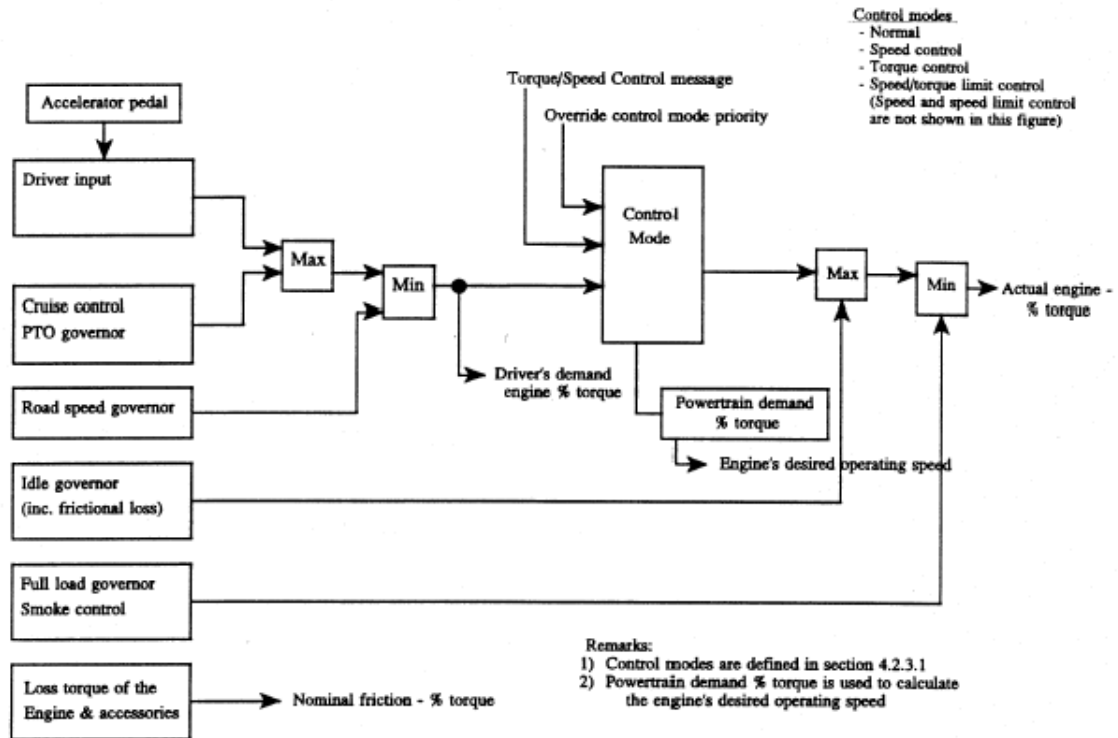 Control modes
- Normal
- Speed control
- Torque control
- Speed/torque limit control
(Speed and speed limit control
are not shown in this figure)
Torque/Speed Control message
Override control mode priority
Accelerator pedal
Driver input
Control
Mode
Max
Min
Max
Min
Actual engine -
% torque
Cruise control
PTO governor
Driver's demand
engine % torque
Road speed governor
Powertrain demand
% torque
Engine's desired operating speed
Idle governor
(inc. frictional loss)
Full load governor
Smoke control
Remarks:
1) Control modes are defined in section 4.2.3.1
2) Powertrain demand % torque is used to calculate
the engine's desired operating speed
Loss torque of the
Engine & accessories
Nominal friction - % torque